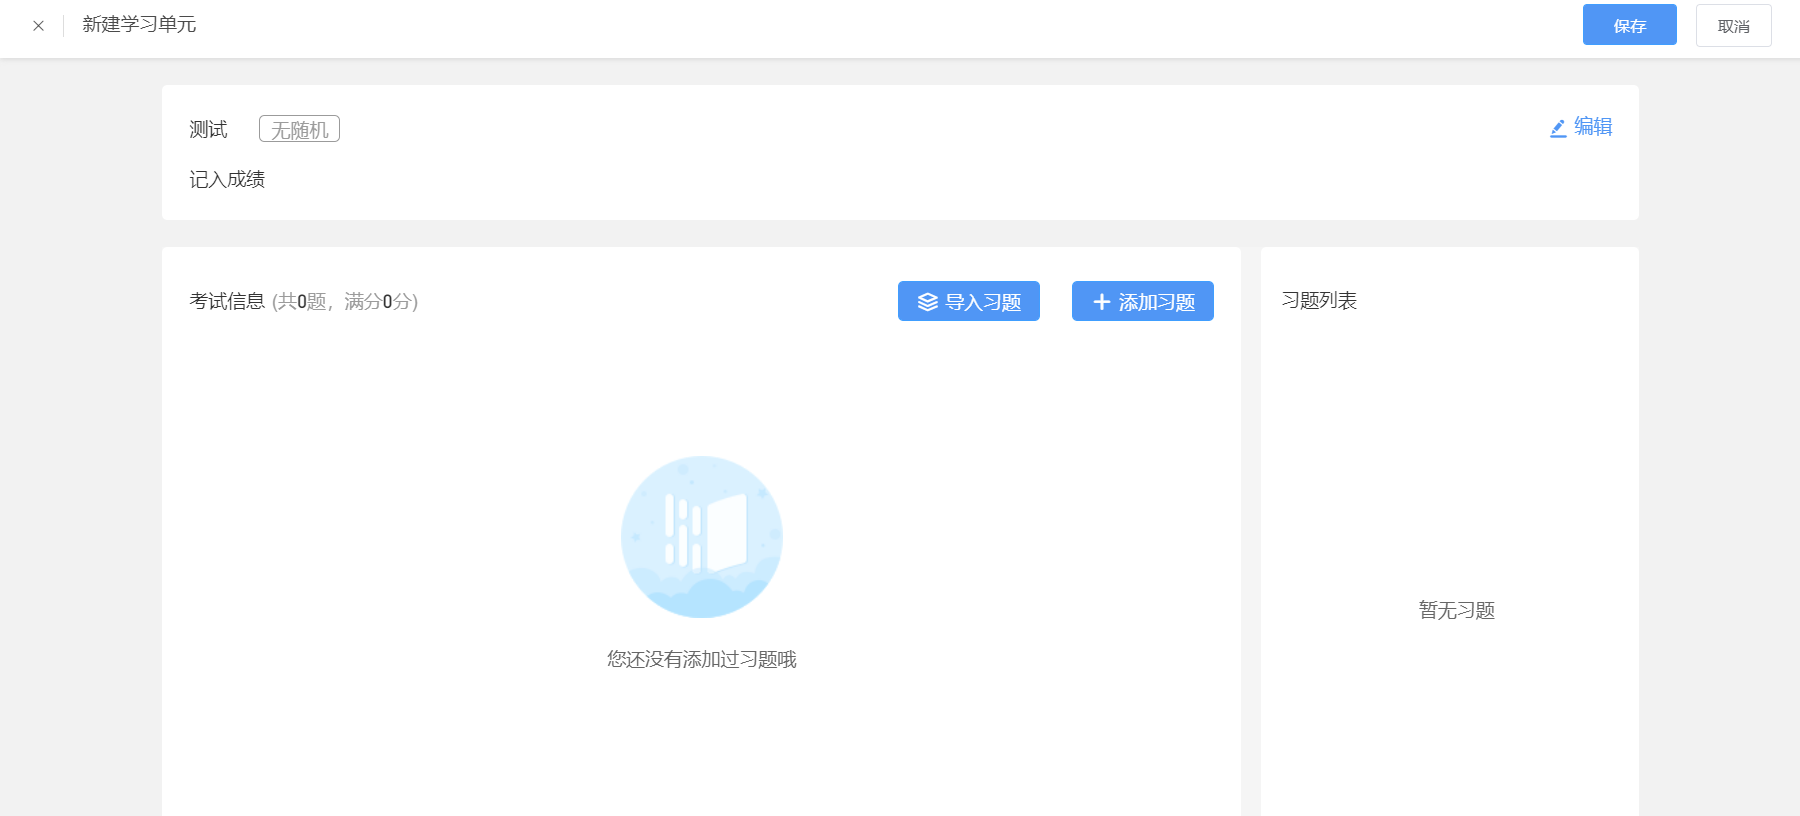 新建学习单元
保存
取消
测试
无随机
编辑
记入成绩
考试信息 (共0题，满分0分)
导入习题
添加习题
习题列表
您还没有添加过习题哦
暂无习题